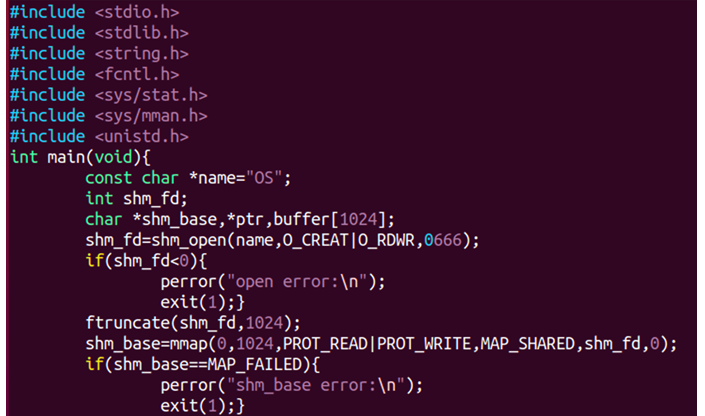 #include <stdio.h>
#include <stdlib.h>
#include <string.h>
#include <fcntl.h>
#include <sys/stat.h>
#include <sys/mman.h>
#include <unistd.h>
int main(void){
        const char *name="OS";
        int shm_fd;
        char *shm_base,*ptr,buffer[1024];
        shm_fd=shm_open(name,O_CREAT|O_RDWR,0666);
        if(shm_fd<0){
                perror("open error:\n");
                exit(1);}
        ftruncate(shm_fd,1024);
        shm_base=mmap(0,1024,PROT_READ|PROT_WRITE,MAP_SHARED,shm_fd,0);
        if(shm_base==MAP_FAILED){
                perror("shm_base error:\n");
                exit(1);}